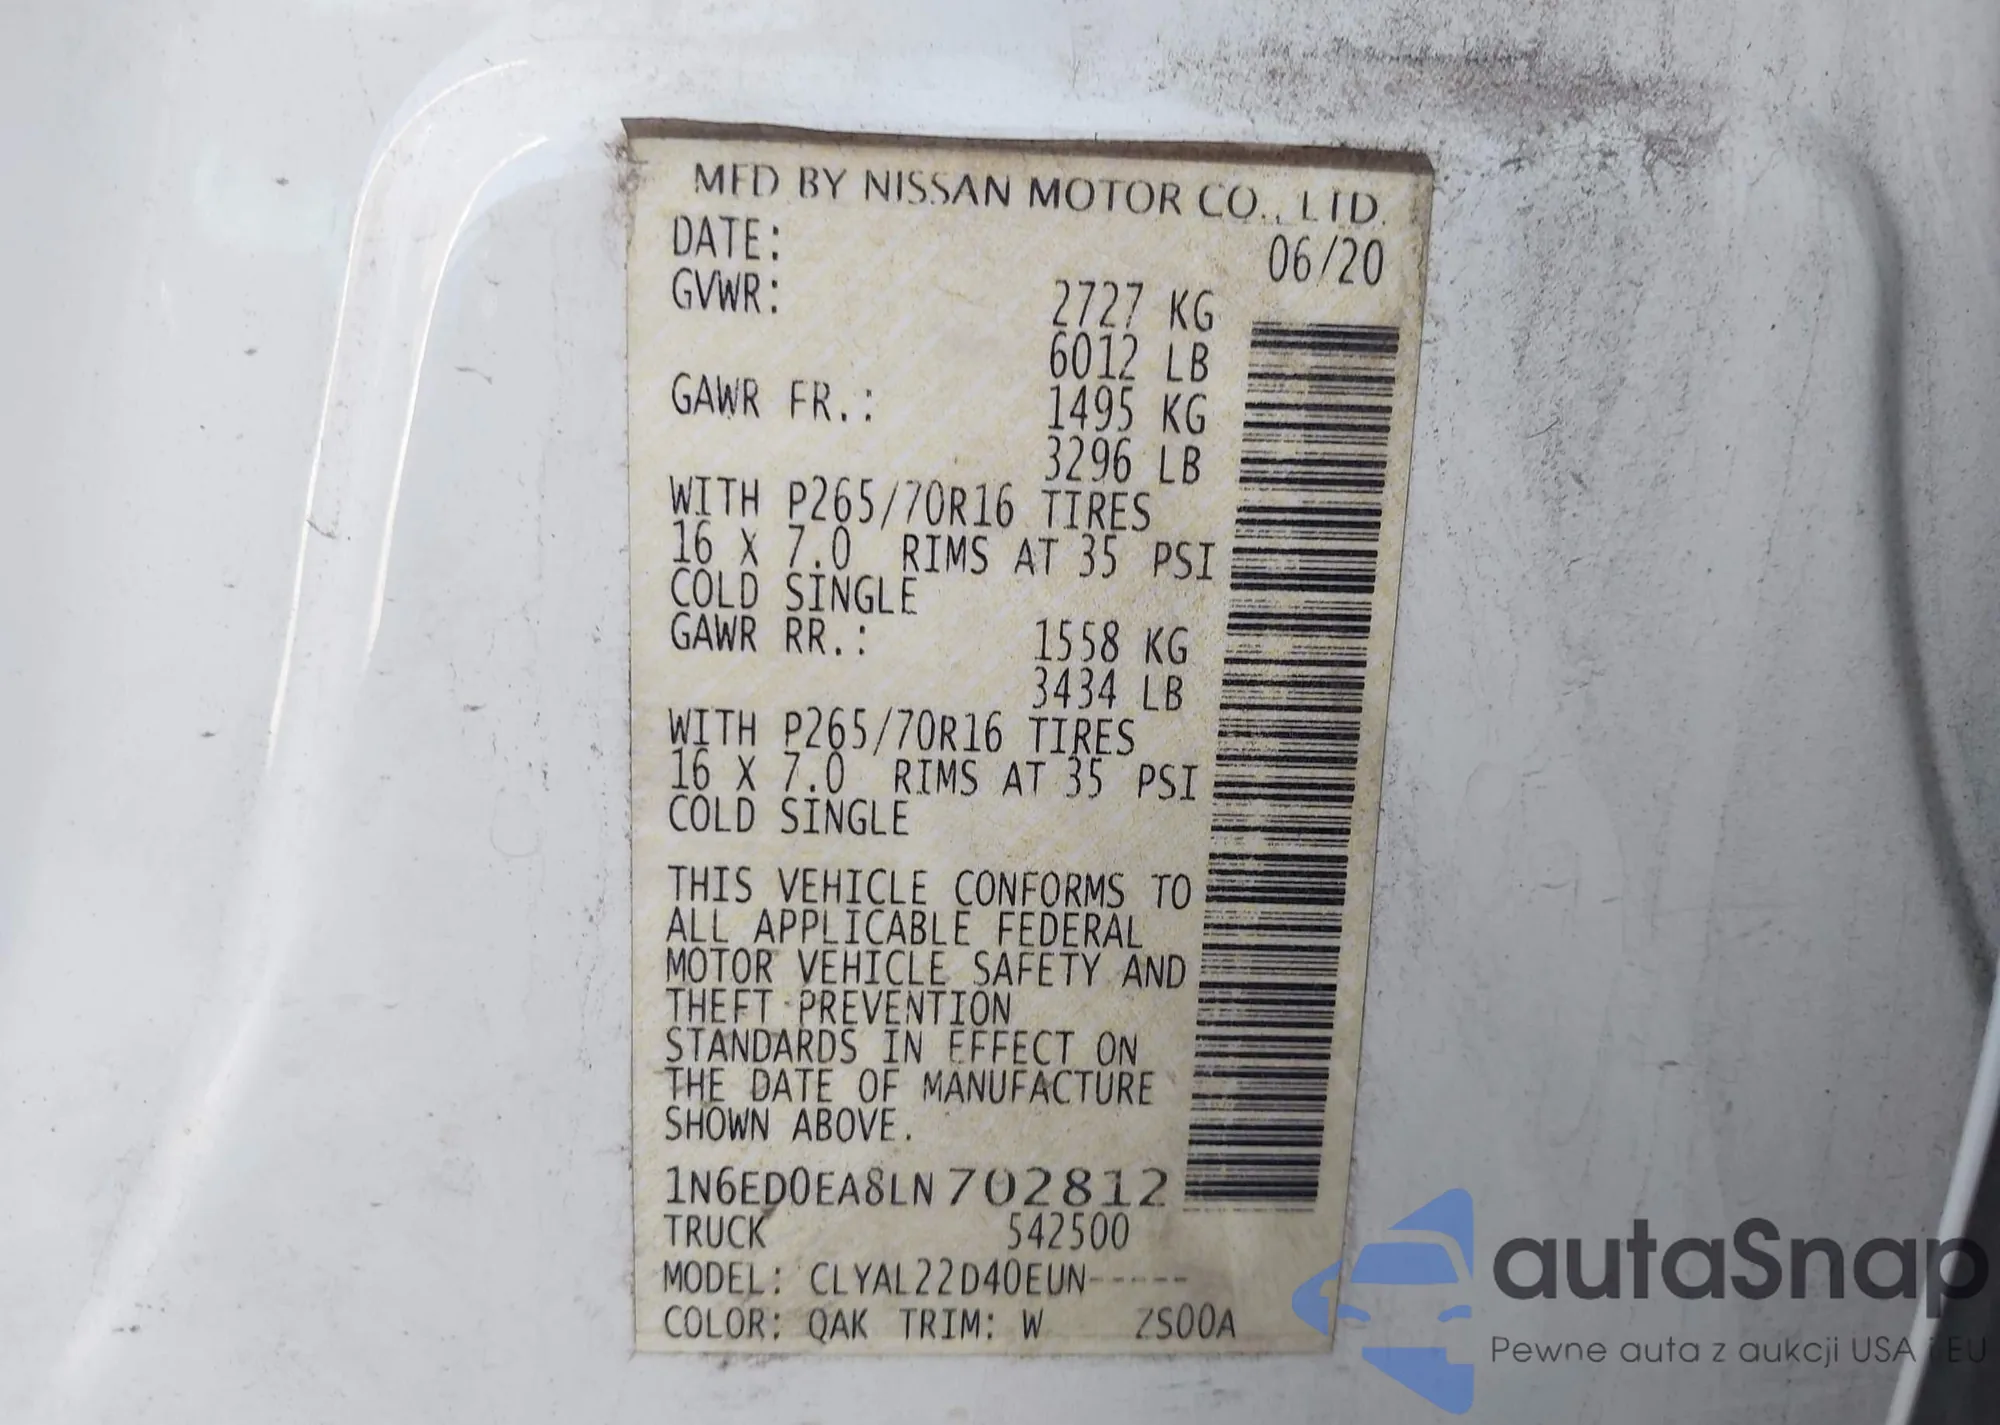 MFD BY NISSAN MOTOR CO., LTD.
DATE: 06/20
GVWR: 2727 KG
6012 LB
GAWR FR.: 1495 KG
3296 LB
WITH P265/70R16 TIRES
16 X 7.0 RIMS AT 35 PSI
COLD SINGLE
GAWR RR.: 1558 KG
3434 LB
WITH P265/70R16 TIRES
16 X 7.0 RIMS AT 35 PSI
COLD SINGLE
THIS VEHICLE CONFORMS TO
ALL APPLICABLE FEDERAL
MOTOR VEHICLE SAFETY AND
THEFT PREVENTION
STANDARDS IN EFFECT ON
THE DATE OF MANUFACTURE
SHOWN ABOVE.
1N6ED0EA8LN702812
TRUCK 542500
MODEL: CLYAL22D40EUN-----
COLOR: QAK TRIM: W ZS00A
autaSnap
Pewne auta z aukcji USA i EU